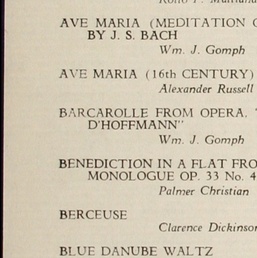 AVE MARIA (MEDITATION
BY J. S. BACH
Wm. J. Gomph
AVE MARIA (16th CENTURY)
Alexander Russell
BARCAROLLE FROM OPERA,
D'HOFFMANN"
Wm. J. Gomph
BENEDICTION IN A FLAT FRO
MONOLOGUE OP. 33 No. 4
Palmer Christian
BERCEUSE
Clarence Dickinson
BLUE DANUBE WALTZ